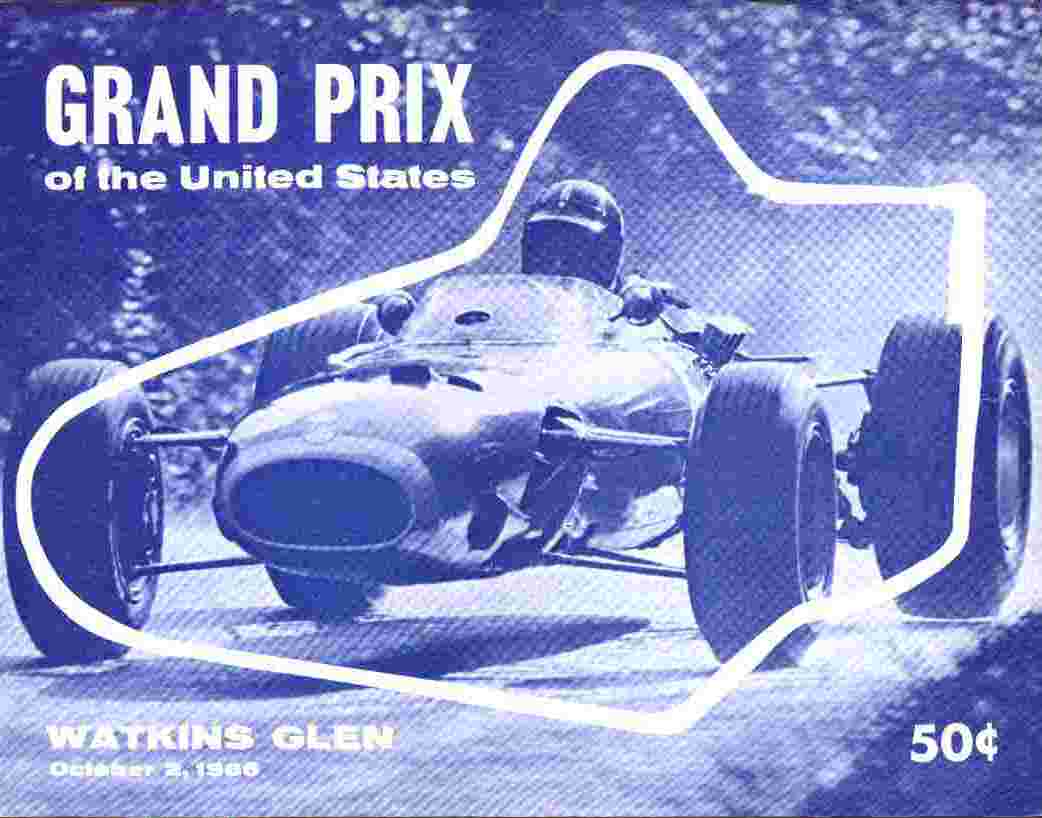 GRAND PRIX
of the United States
WATKINS GLEN
October 2, 1966
50¢